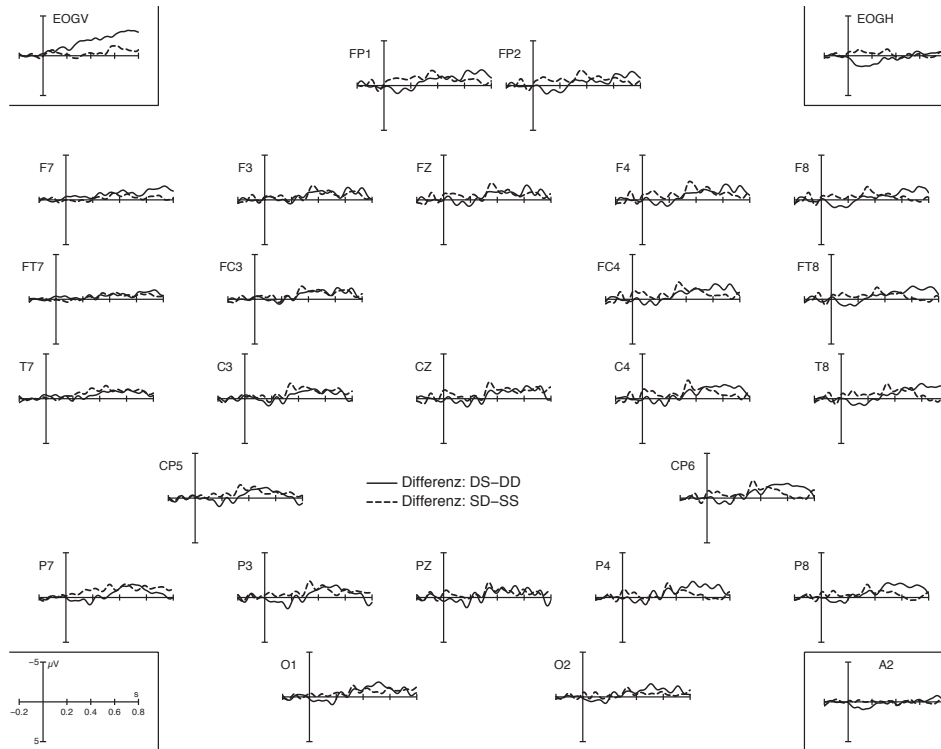 EOGV
FP1
FP2
EOGH
F7
F3
FZ
F4
F8
FT7
FC3
FC4
FT8
T7
C3
CZ
C4
T8
CP5
Differenz: DS−DD
Differenz: SD−SS
CP6
P7
P3
PZ
P4
P8
O1
O2
A2
−5
μV
s
−0.2
0.2
0.4
0.6
0.8
5